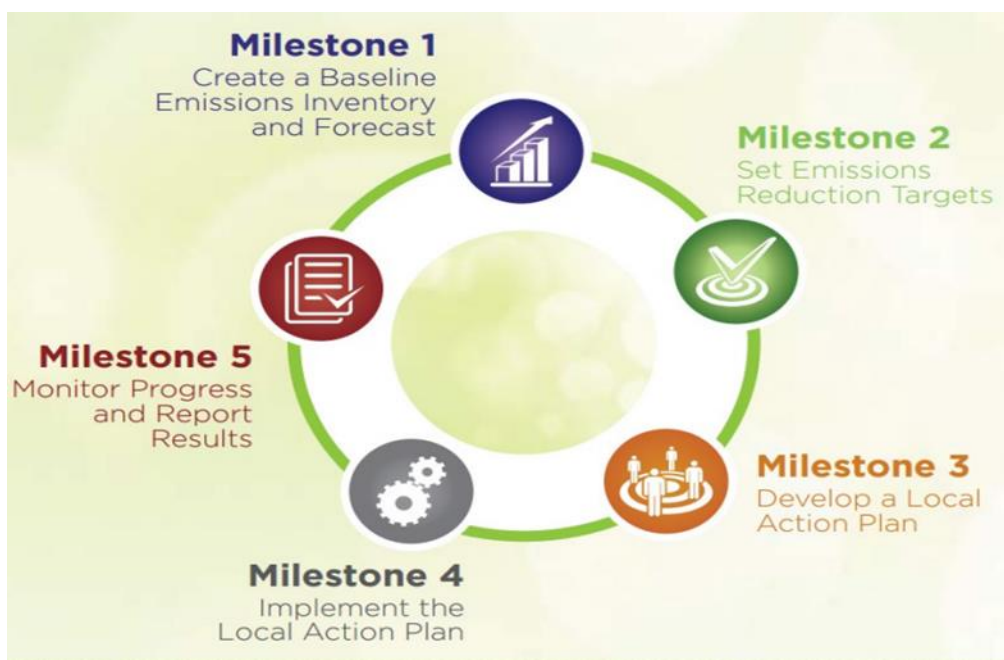 Milestone 1
Create a Baseline
Emissions Inventory
and Forecast
Milestone 2
Set Emissions
Reduction Targets
Milestone 3
Develop a Local
Action Plan
Milestone 4
Implement the
Local Action Plan
Milestone 5
Monitor Progress
and Report
Results